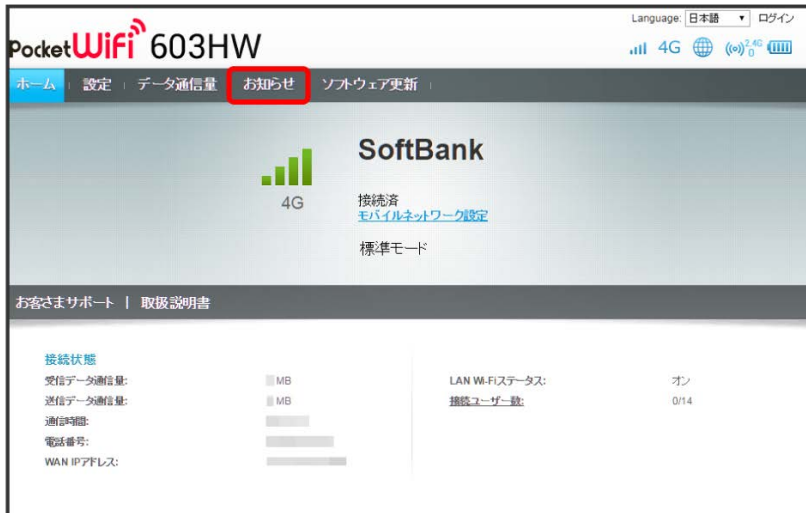 Language: 日本語 ログイン
PocketWiFi 603HW
4G 2.4G 0
ホーム 設定 データ通信量 お知らせ ソフトウェア更新
SoftBank
4G
接続済
モバイルネットワーク設定
標準モード
お客さまサポート | 取扱説明書
接続状態
受信データ通信量: MB LAN Wi-Fiステータス: オン
送信データ通信量: MB 接続ユーザー数: 0/14
通信時間:
電話番号:
WAN IPアドレス: